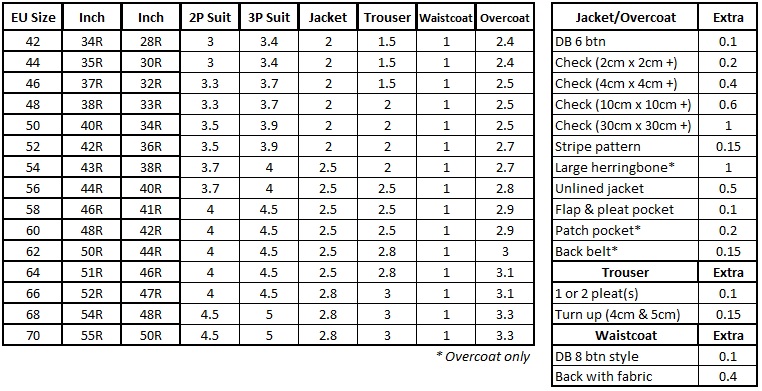 EU Size Inch Inch 2P Suit 3P Suit Jacket Trouser Waistcoat Overcoat
42 34R 28R 3 3.4 2 1.5 1 2.4
44 35R 30R 3 3.4 2 1.5 1 2.4
46 37R 32R 3.3 3.7 2 1.5 1 2.5
48 38R 33R 3.3 3.7 2 2 1 2.5
50 40R 34R 3.5 3.9 2 2 1 2.5
52 42R 36R 3.5 3.9 2 2 1 2.7
54 43R 38R 3.7 4 2.5 2 1 2.7
56 44R 40R 3.7 4 2.5 2.5 1 2.8
58 46R 41R 4 4.5 2.5 2.5 1 2.9
60 48R 42R 4 4.5 2.5 2.5 1 2.9
62 50R 44R 4 4.5 2.5 2.8 1 3
64 51R 46R 4 4.5 2.5 2.8 1 3.1
66 52R 47R 4 4.5 2.8 3 1 3.1
68 54R 48R 4.5 5 2.8 3 1 3.3
70 55R 50R 4.5 5 2.8 3 1 3.3
* Overcoat only
Jacket/Overcoat Extra
DB 6 btn 0.1
Check (2cm x 2cm +) 0.2
Check (4cm x 4cm +) 0.4
Check (10cm x 10cm +) 0.6
Check (30cm x 30cm +) 1
Stripe pattern 0.15
Large herringbone* 1
Unlined jacket 0.5
Flap & pleat pocket 0.1
Patch pocket* 0.2
Back belt* 0.15
Trouser Extra
1 or 2 pleat(s) 0.1
Turn up (4cm & 5cm) 0.15
Waistcoat Extra
DB 8 btn style 0.1
Back with fabric 0.4